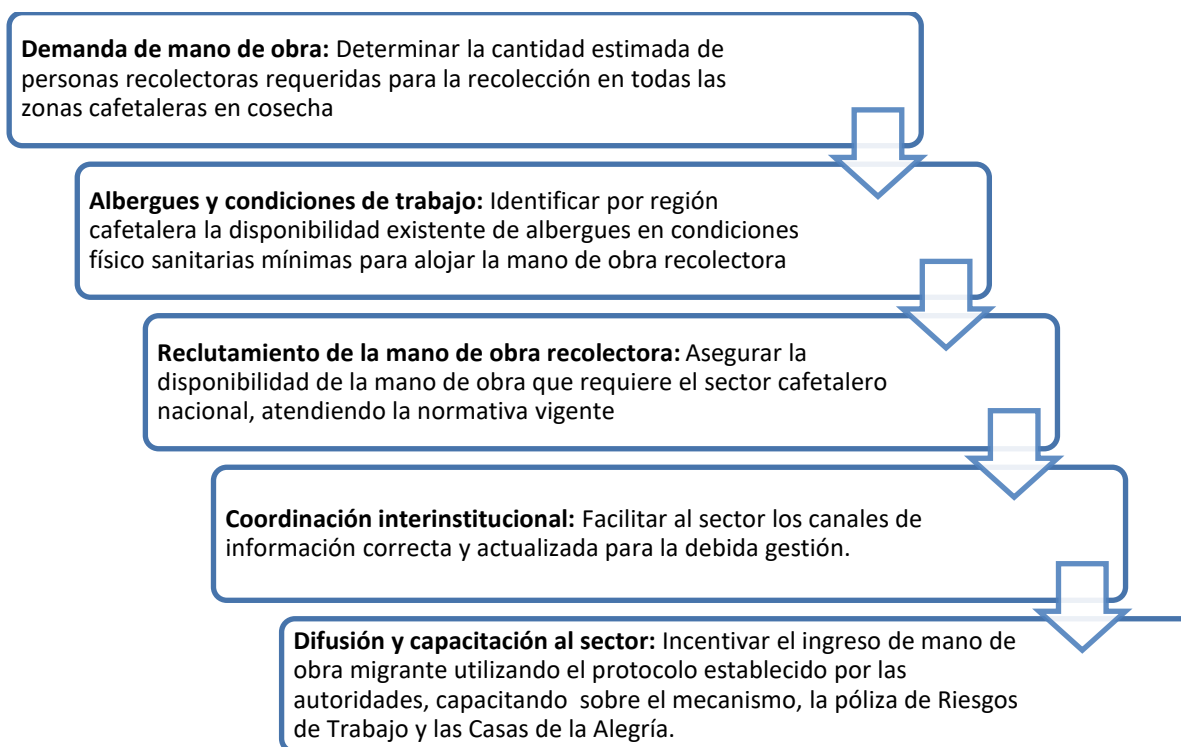 Demanda de mano de obra: Determinar la cantidad estimada de
personas recolectoras requeridas para la recolección en todas las
zonas cafetaleras en cosecha
Albergues y condiciones de trabajo: Identificar por región
cafetalera la disponibilidad existente de albergues en condiciones
físico sanitarias mínimas para alojar la mano de obra recolectora
Reclutamiento de la mano de obra recolectora: Asegurar la
disponibilidad de la mano de obra que requiere el sector cafetalero
nacional, atendiendo la normativa vigente
Coordinación interinstitucional: Facilitar al sector los canales de
información correcta y actualizada para la debida gestión.
Difusión y capacitación al sector: Incentivar el ingreso de mano de
obra migrante utilizando el protocolo establecido por las
autoridades, capacitando  sobre el mecanismo, la póliza de Riesgos
de Trabajo y las Casas de la Alegría.